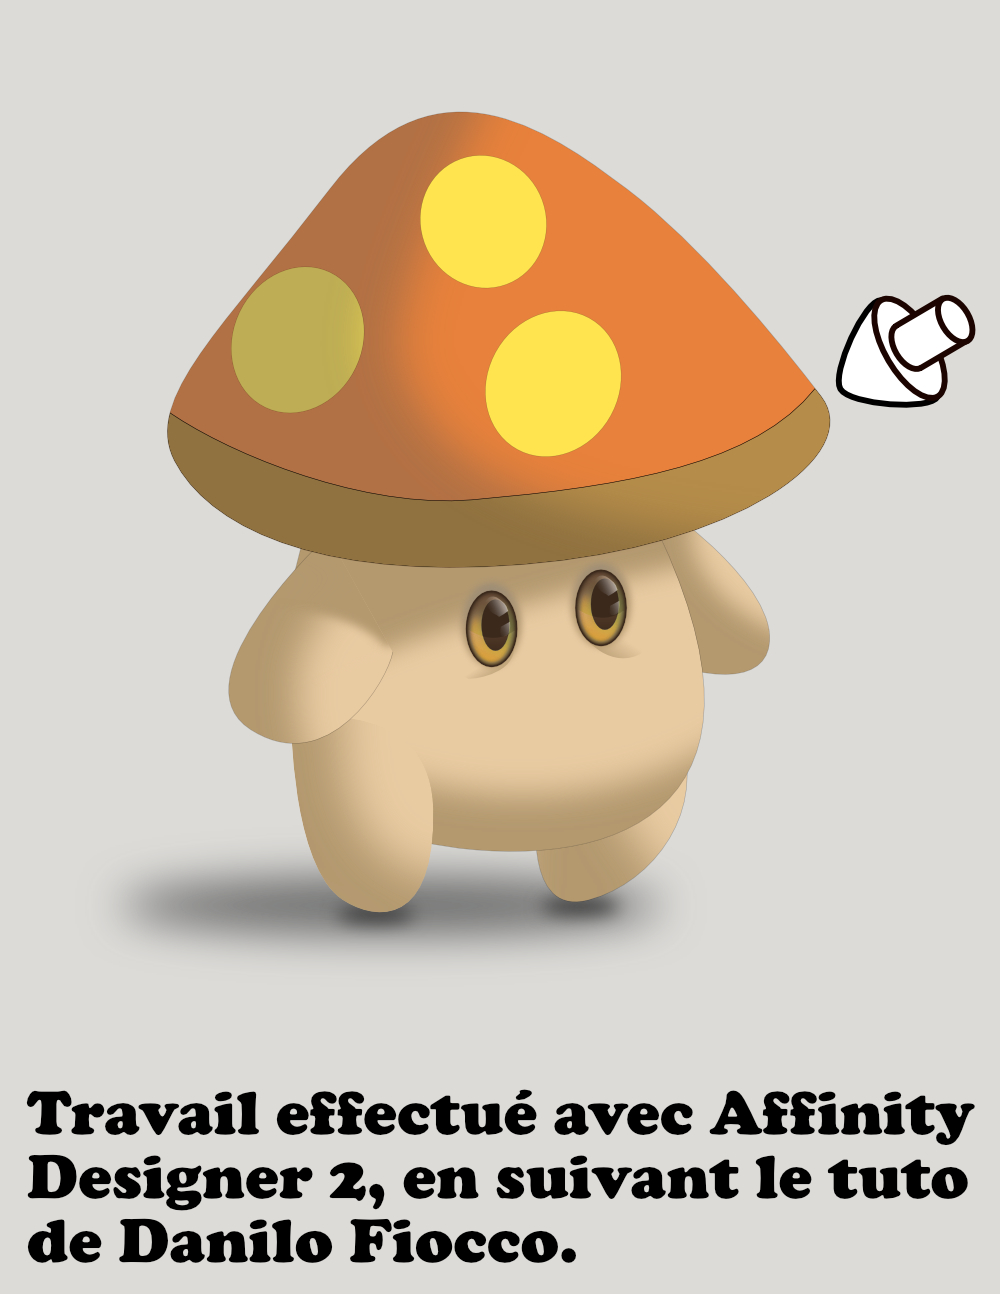 Travail effectué avec Affinity
Designer 2, en suivant le tuto
de Danilo Fiocco.